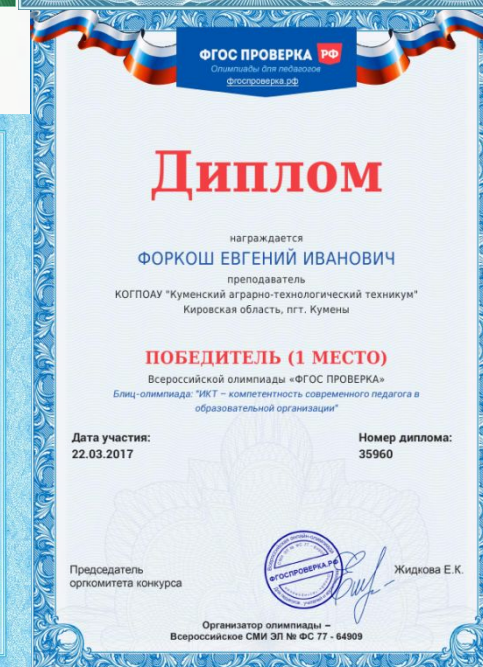 ФГОС ПРОВЕРКА РФ
Олимпиады для педагогов
фгоспроверка.рф
Диплом
награждается
ФОРКОШ ЕВГЕНИЙ ИВАНОВИЧ
преподаватель
КОГПОАУ "Куменский аграрно-технологический техникум"
Кировская область, пгт. Кумены
ПОБЕДИТЕЛЬ (1 МЕСТО)
Всероссийской олимпиады «ФГОС ПРОВЕРКА»
Блиц-олимпиада: "ИКТ – компетентность современного педагога в
образовательной организации"
Дата участия:
22.03.2017
Номер диплома:
35960
Председатель
оргкомитета конкурса
ФГОСПРОВЕРКА.РФ
Жидкова Е.К.
Организатор олимпиады –
Всероссийское СМИ ЭЛ № ФС 77 - 64909